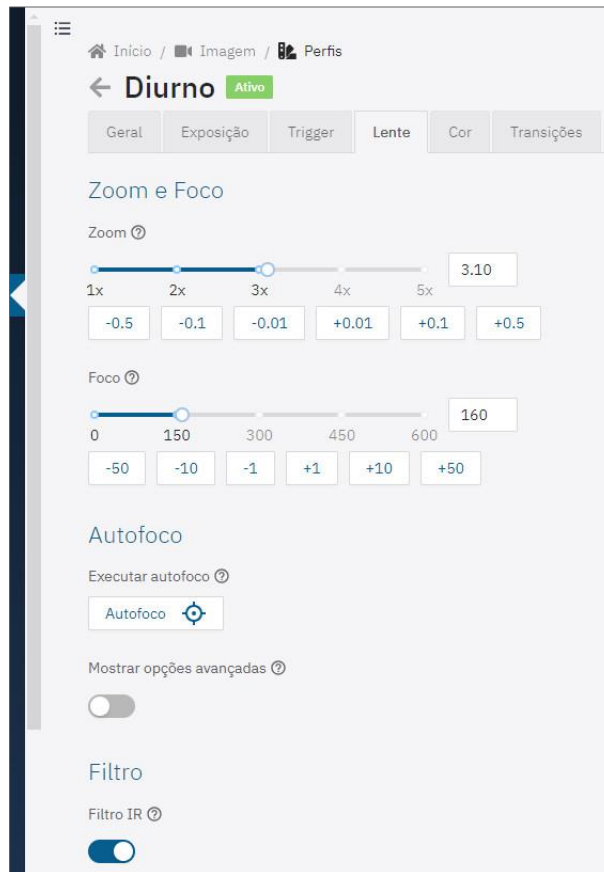 Início / Imagem / Perfis
Diurno Ativo
Geral Exposição Trigger Lente Cor Transições
Zoom e Foco
Zoom
3.10
1x 2x 3x 4x 5x
-0.5 -0.1 -0.01 +0.01 +0.1 +0.5
Foco
160
0 150 300 450 600
-50 -10 -1 +1 +10 +50
Autofoco
Executar autofoco
Autofoco
Mostrar opções avançadas
Filtro
Filtro IR